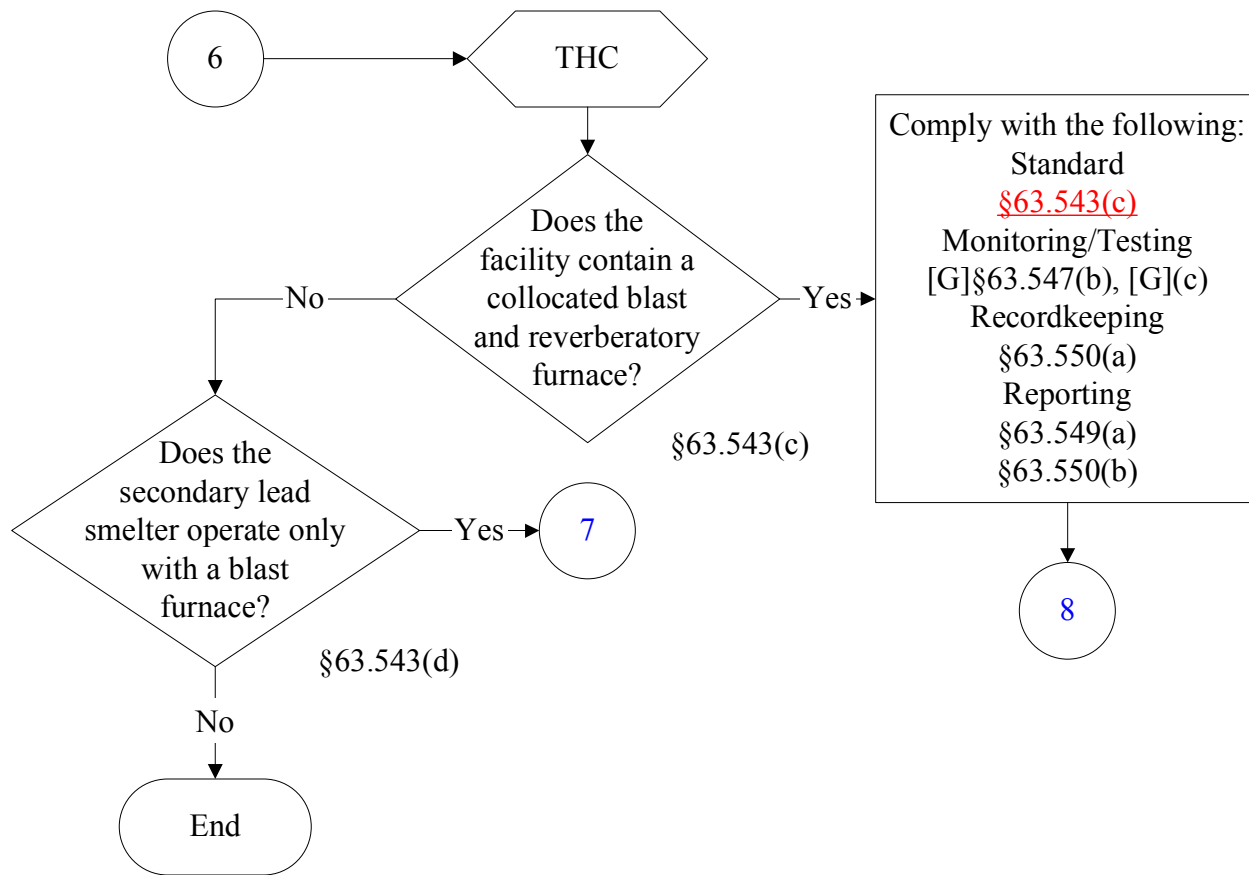 6
THC
Does the
facility contain a
collocated blast
and reverberatory
furnace?
No
Yes
§63.543(c)
Comply with the following:
Standard
§63.543(c)
Monitoring/Testing
[G]§63.547(b), [G](c)
Recordkeeping
§63.550(a)
Reporting
§63.549(a)
§63.550(b)
8
Does the
secondary lead
smelter operate only
with a blast
furnace?
Yes
7
§63.543(d)
No
End